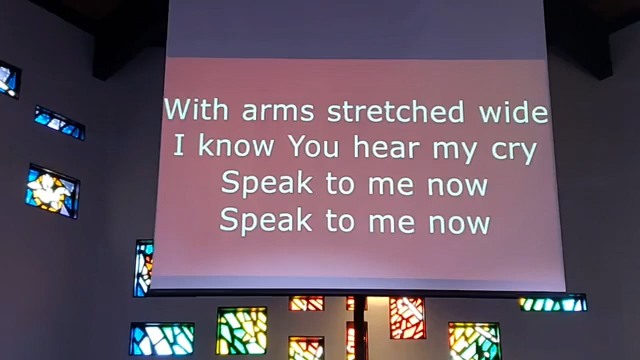 With arms stretched wide
I know You hear my cry
Speak to me now
Speak to me now